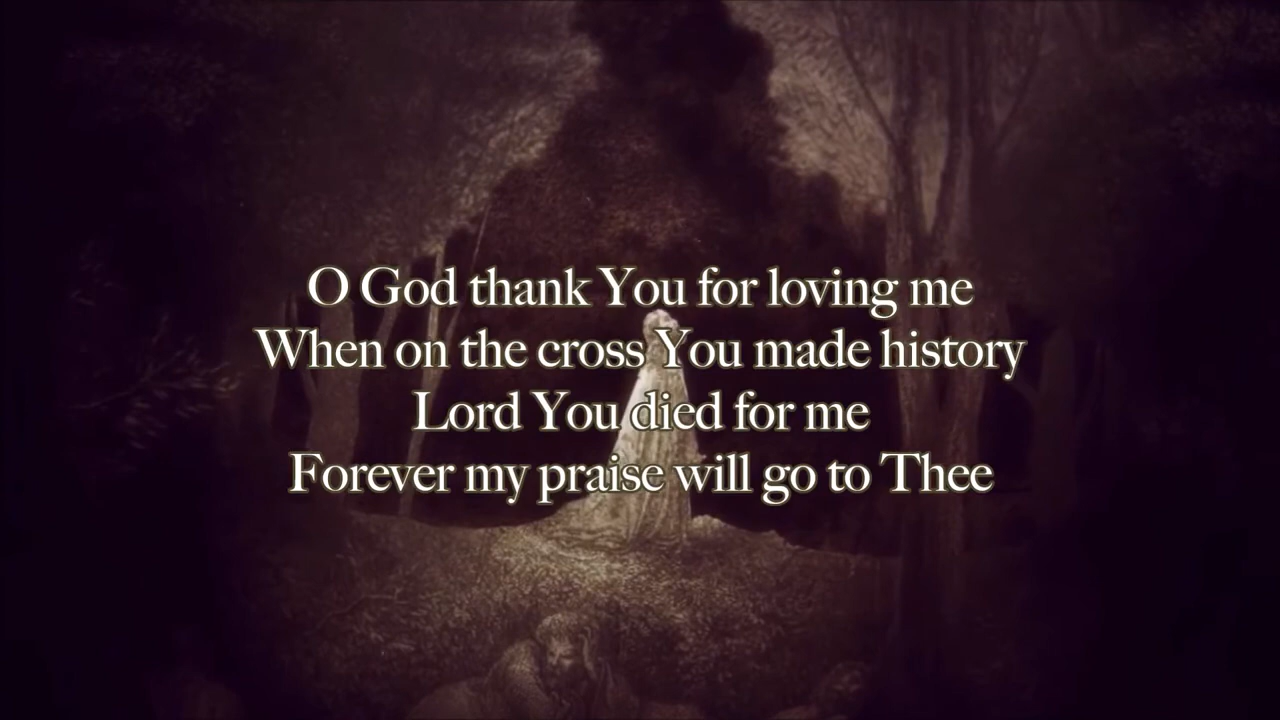 O God thank You for loving me
When on the cross You made history
Lord You died for me
Forever my praise will go to Thee